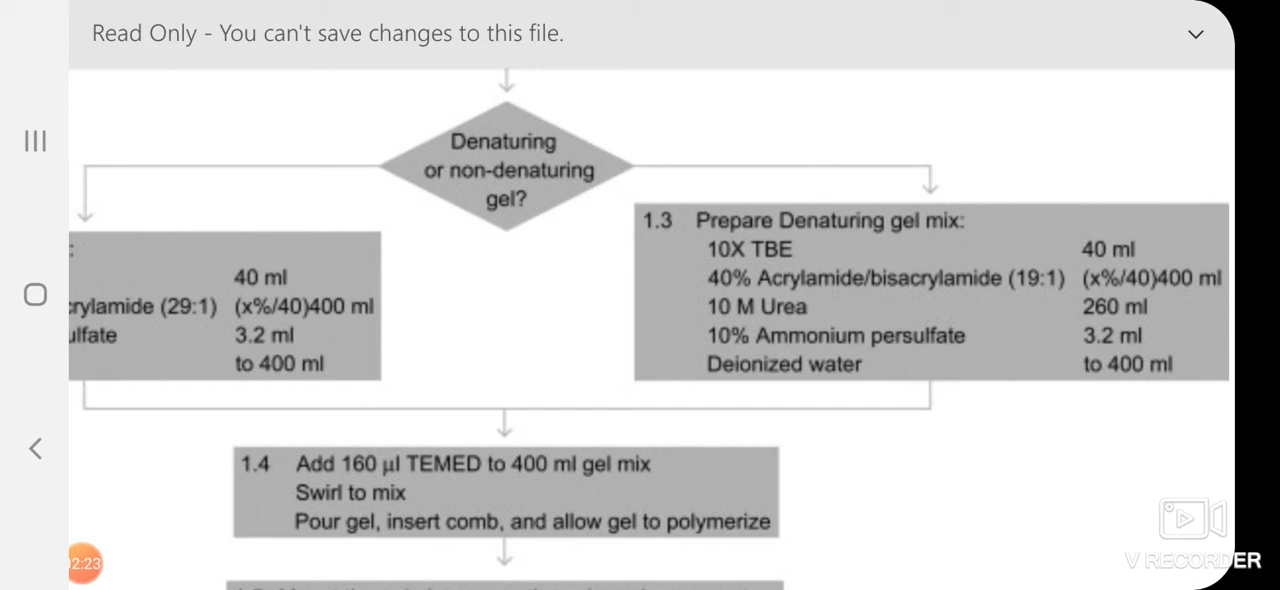 Read Only - You can't save changes to this file.
Denaturing
or non-denaturing
gel?
:
40 ml
crylamide (29:1) (x%/40)400 ml
ulfate 3.2 ml
to 400 ml
1.3 Prepare Denaturing gel mix:
10X TBE 40 ml
40% Acrylamide/bisacrylamide (19:1) (x%/40)400 ml
10 M Urea 260 ml
10% Ammonium persulfate 3.2 ml
Deionized water to 400 ml
1.4 Add 160 µl TEMED to 400 ml gel mix
Swirl to mix
Pour gel, insert comb, and allow gel to polymerize
2:23
V RECORDER